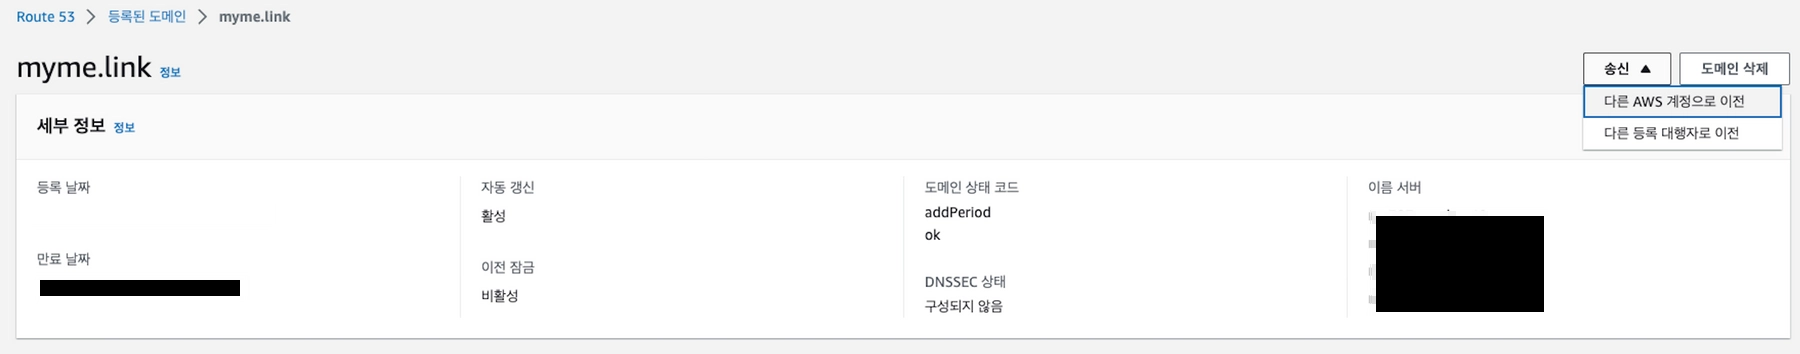 Route 53 > 등록된 도메인 > myme.link
myme.link 정보
송신 ▲
도메인 삭제
다른 AWS 계정으로 이전
다른 등록 대행자로 이전
세부 정보 정보
등록 날짜
만료 날짜
자동 갱신
활성
이전 잠금
비활성
도메인 상태 코드
addPeriod
ok
DNSSEC 상태
구성되지 않음
이름 서버